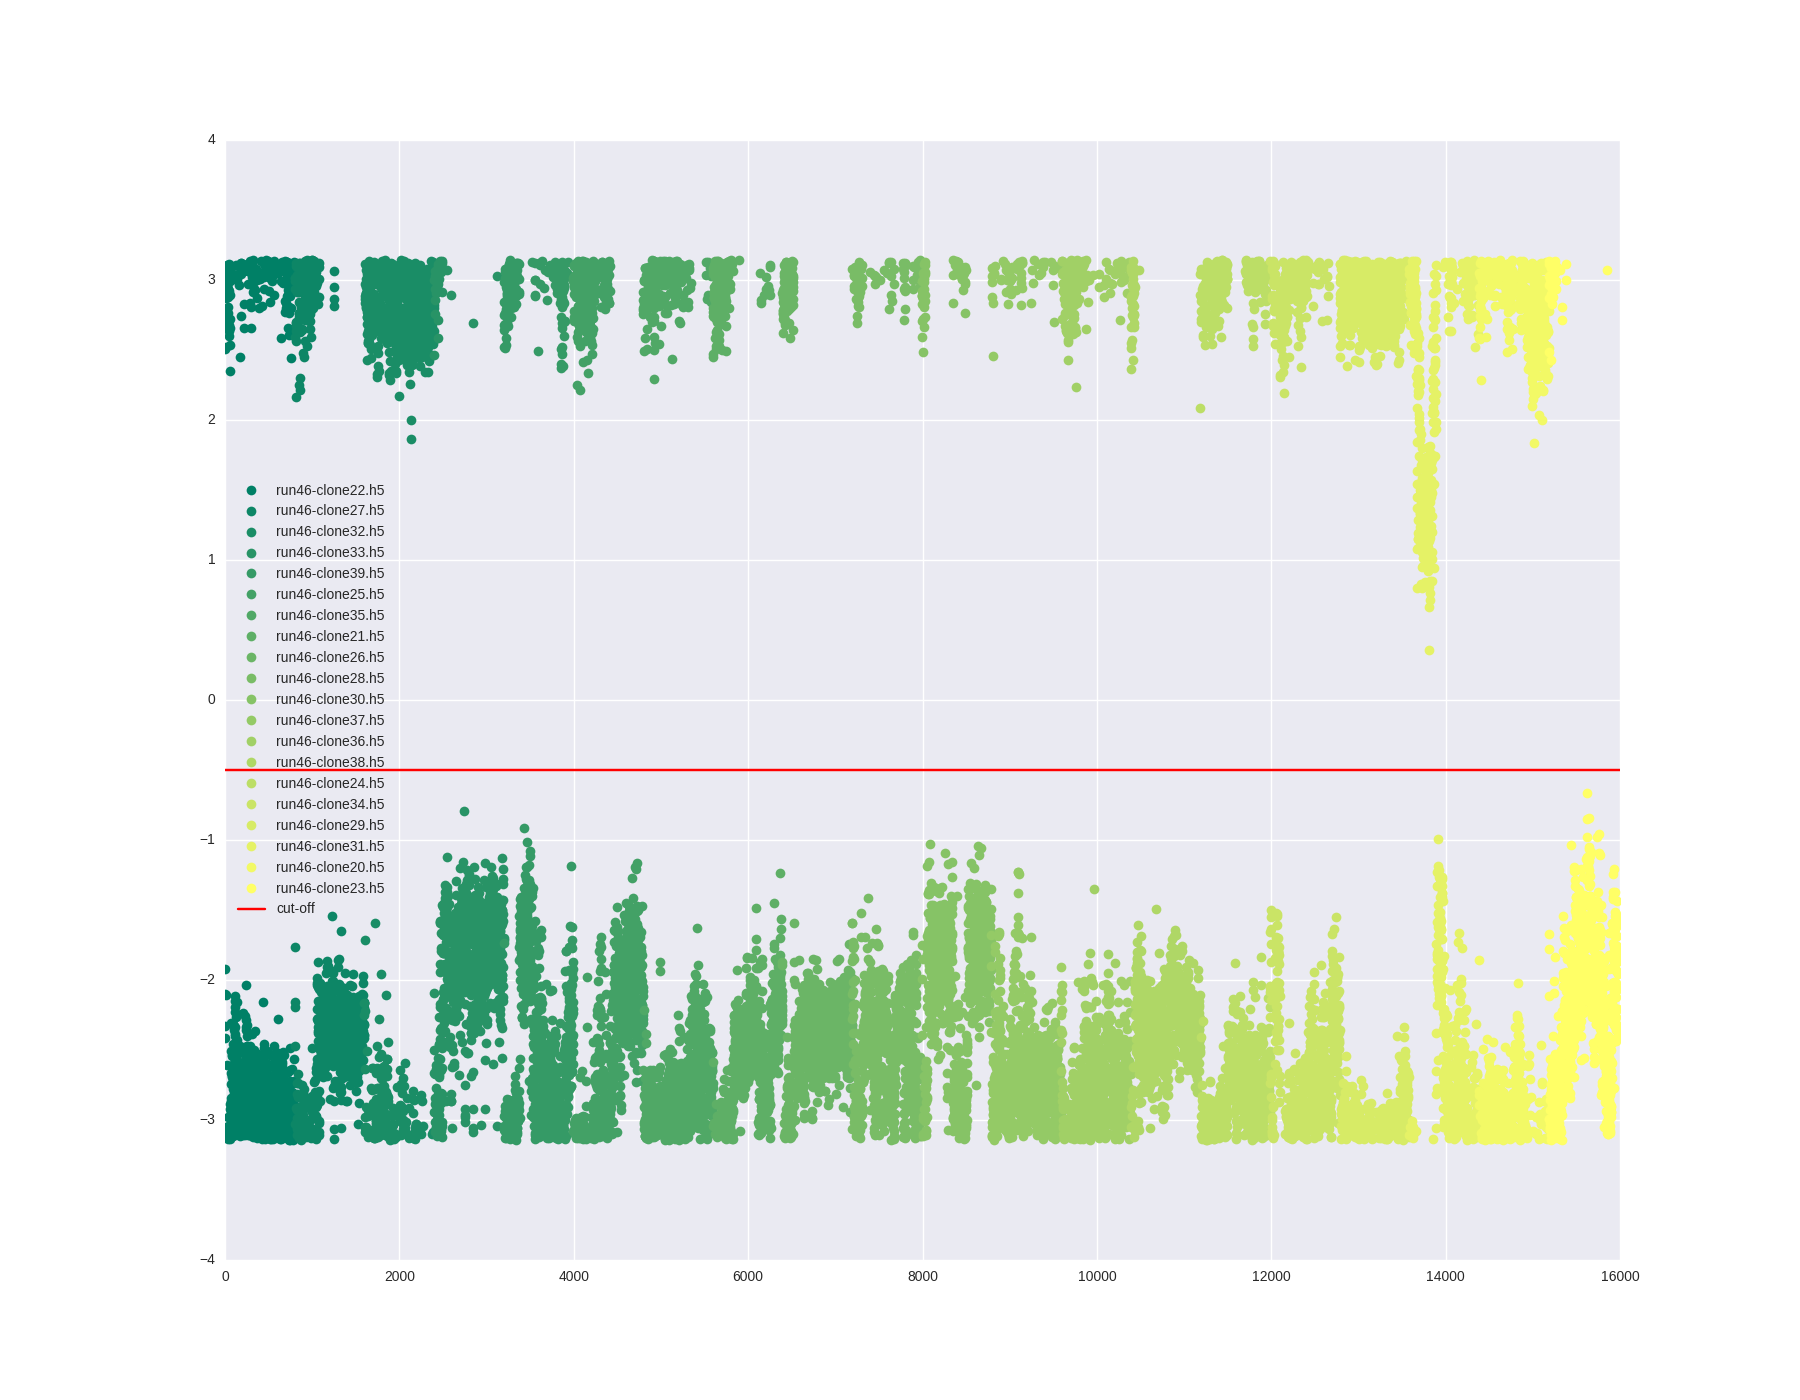 4
3
2
1
0
−1
−2
−3
−4
run46-clone22.h5
run46-clone27.h5
run46-clone32.h5
run46-clone33.h5
run46-clone39.h5
run46-clone25.h5
run46-clone35.h5
run46-clone21.h5
run46-clone26.h5
run46-clone28.h5
run46-clone30.h5
run46-clone37.h5
run46-clone36.h5
run46-clone38.h5
run46-clone24.h5
run46-clone34.h5
run46-clone29.h5
run46-clone31.h5
run46-clone20.h5
run46-clone23.h5
cut-off
0 2000 4000 6000 8000 10000 12000 14000 16000